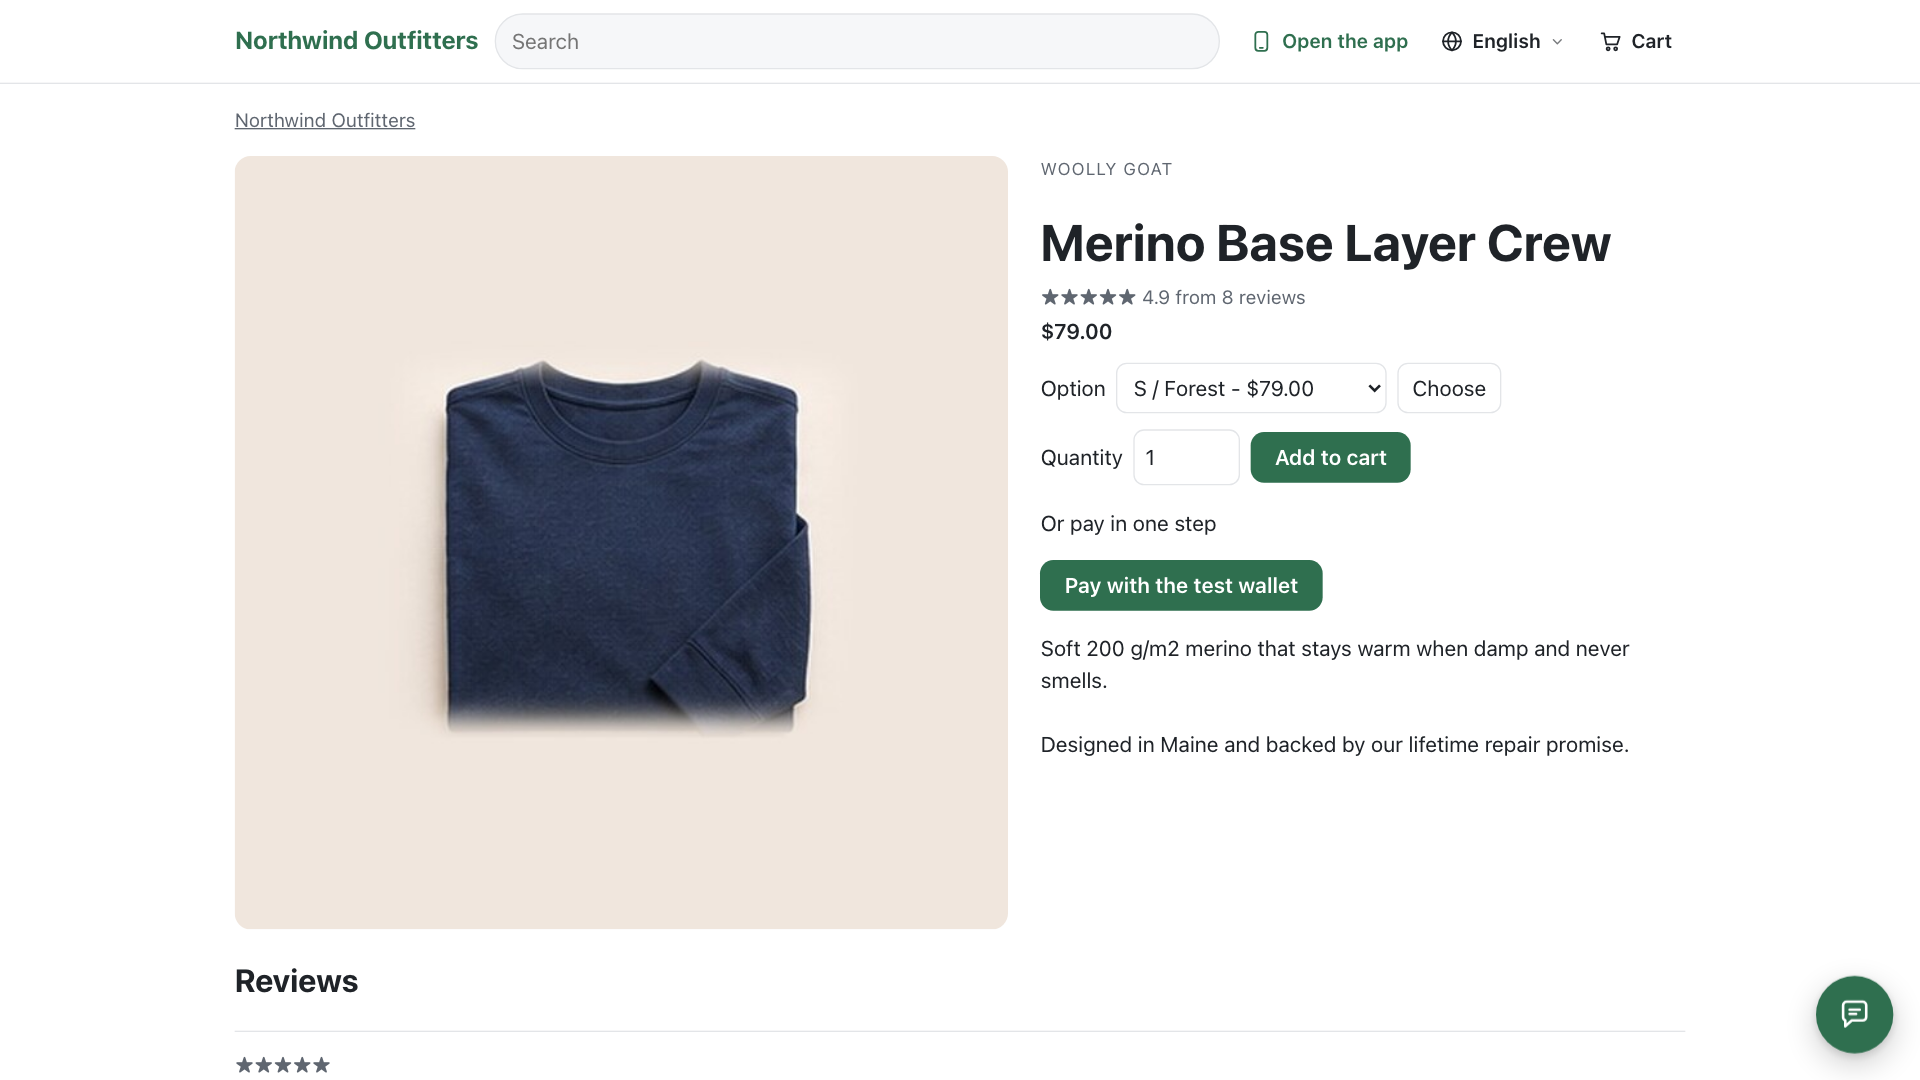 Northwind Outfitters
Search
Open the app
English
Cart
Northwind Outfitters
WOOLLY GOAT
Merino Base Layer Crew
4.9 from 8 reviews
$79.00
Option
S / Forest - $79.00
Choose
Quantity
1
Add to cart
Or pay in one step
Pay with the test wallet
Soft 200 g/m2 merino that stays warm when damp and never
smells.
Designed in Maine and backed by our lifetime repair promise.
Reviews